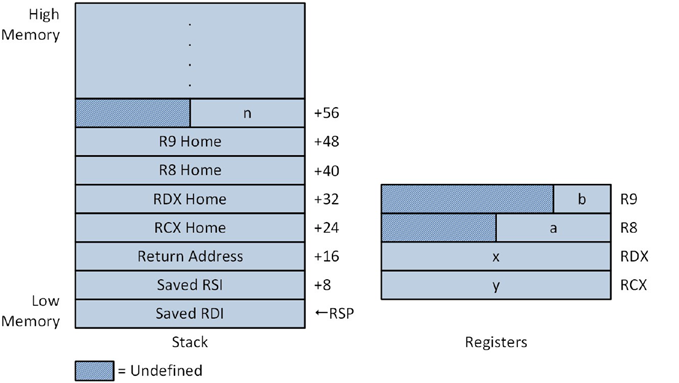 High
Memory
n
+56
R9 Home
+48
R8 Home
+40
RDX Home
+32
b
R9
RCX Home
+24
a
R8
Return Address
+16
x
RDX
Saved RSI
+8
y
RCX
Low
Memory
Saved RDI
←RSP
Stack
Registers
= Undefined